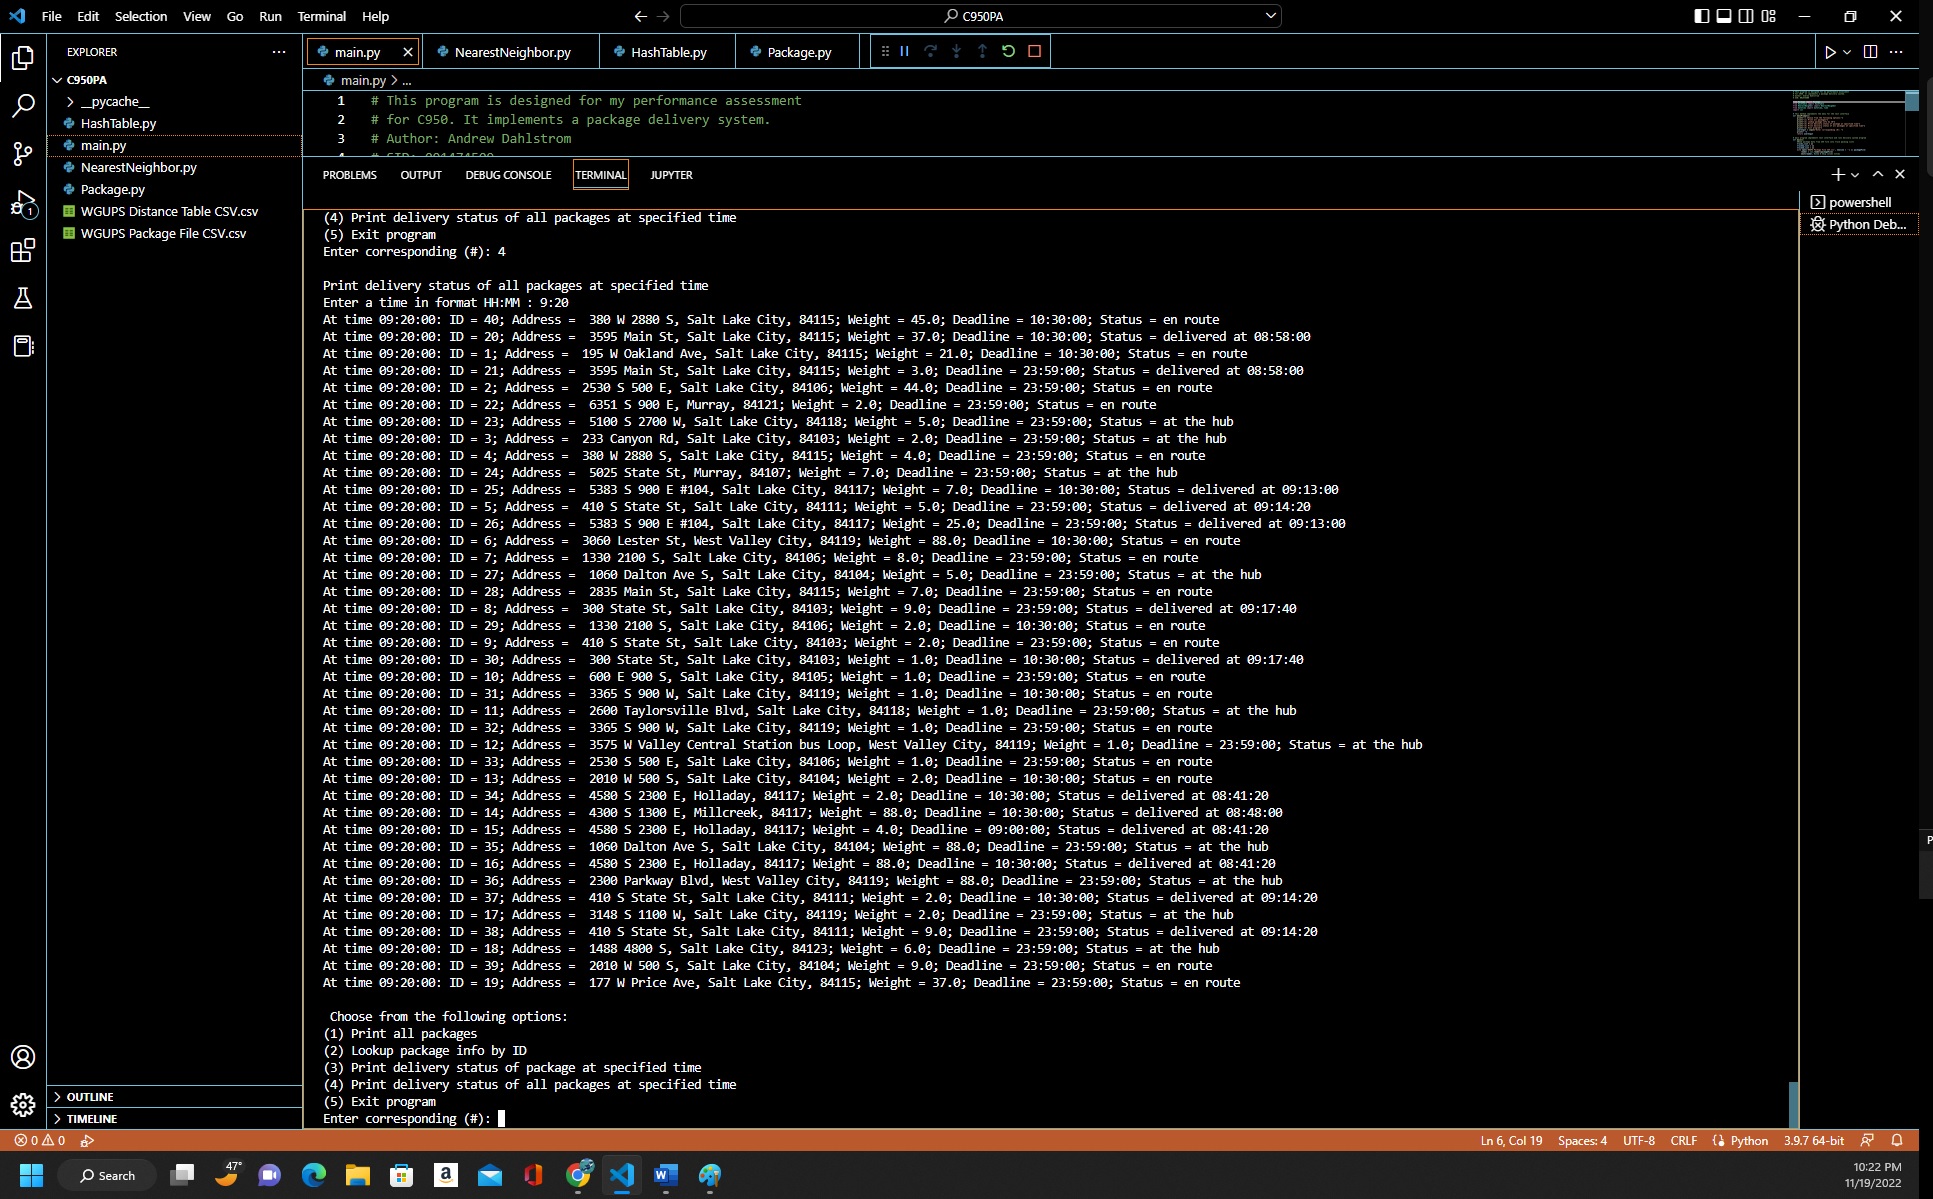 File Edit Selection View Go Run Terminal Help
C950PA
EXPLORER
C950PA
__pycache__
HashTable.py
main.py
NearestNeighbor.py
Package.py
WGUPS Distance Table CSV.csv
WGUPS Package File CSV.csv
OUTLINE
TIMELINE
1
main.py NearestNeighbor.py HashTable.py Package.py
main.py > ...
1 # This program is designed for my performance assessment
2 # for C950. It implements a package delivery system.
3 # Author: Andrew Dahlstrom
PROBLEMS OUTPUT DEBUG CONSOLE TERMINAL JUPYTER
powershell
Python Deb...
(4) Print delivery status of all packages at specified time
(5) Exit program
Enter corresponding (#): 4
Print delivery status of all packages at specified time
Enter a time in format HH:MM : 9:20
At time 09:20:00: ID = 40; Address =  380 W 2880 S, Salt Lake City, 84115; Weight = 45.0; Deadline = 10:30:00; Status = en route
At time 09:20:00: ID = 20; Address =  3595 Main St, Salt Lake City, 84115; Weight = 37.0; Deadline = 10:30:00; Status = delivered at 08:58:00
At time 09:20:00: ID = 1; Address =  195 W Oakland Ave, Salt Lake City, 84115; Weight = 21.0; Deadline = 10:30:00; Status = en route
At time 09:20:00: ID = 21; Address =  3595 Main St, Salt Lake City, 84115; Weight = 3.0; Deadline = 23:59:00; Status = delivered at 08:58:00
At time 09:20:00: ID = 2; Address =  2530 S 500 E, Salt Lake City, 84106; Weight = 44.0; Deadline = 23:59:00; Status = en route
At time 09:20:00: ID = 22; Address =  6351 S 900 E, Murray, 84121; Weight = 2.0; Deadline = 23:59:00; Status = en route
At time 09:20:00: ID = 23; Address =  5100 S 2700 W, Salt Lake City, 84118; Weight = 5.0; Deadline = 23:59:00; Status = at the hub
At time 09:20:00: ID = 3; Address =  233 Canyon Rd, Salt Lake City, 84103; Weight = 2.0; Deadline = 23:59:00; Status = at the hub
At time 09:20:00: ID = 4; Address =  380 W 2880 S, Salt Lake City, 84115; Weight = 4.0; Deadline = 23:59:00; Status = en route
At time 09:20:00: ID = 24; Address =  5025 State St, Murray, 84107; Weight = 7.0; Deadline = 23:59:00; Status = at the hub
At time 09:20:00: ID = 25; Address =  5383 S 900 E #104, Salt Lake City, 84117; Weight = 7.0; Deadline = 10:30:00; Status = delivered at 09:13:00
At time 09:20:00: ID = 5; Address =  410 S State St, Salt Lake City, 84111; Weight = 5.0; Deadline = 23:59:00; Status = delivered at 09:14:20
At time 09:20:00: ID = 26; Address =  5383 S 900 E #104, Salt Lake City, 84117; Weight = 25.0; Deadline = 23:59:00; Status = delivered at 09:13:00
At time 09:20:00: ID = 6; Address =  3060 Lester St, West Valley City, 84119; Weight = 88.0; Deadline = 10:30:00; Status = en route
At time 09:20:00: ID = 7; Address =  1330 2100 S, Salt Lake City, 84106; Weight = 8.0; Deadline = 23:59:00; Status = en route
At time 09:20:00: ID = 27; Address =  1060 Dalton Ave S, Salt Lake City, 84104; Weight = 5.0; Deadline = 23:59:00; Status = at the hub
At time 09:20:00: ID = 28; Address =  2835 Main St, Salt Lake City, 84115; Weight = 7.0; Deadline = 23:59:00; Status = en route
At time 09:20:00: ID = 8; Address =  300 State St, Salt Lake City, 84103; Weight = 9.0; Deadline = 23:59:00; Status = delivered at 09:17:40
At time 09:20:00: ID = 29; Address =  1330 2100 S, Salt Lake City, 84106; Weight = 2.0; Deadline = 10:30:00; Status = en route
At time 09:20:00: ID = 9; Address =  410 S State St, Salt Lake City, 84103; Weight = 2.0; Deadline = 23:59:00; Status = en route
At time 09:20:00: ID = 30; Address =  300 State St, Salt Lake City, 84103; Weight = 1.0; Deadline = 10:30:00; Status = delivered at 09:17:40
At time 09:20:00: ID = 10; Address =  600 E 900 S, Salt Lake City, 84105; Weight = 1.0; Deadline = 23:59:00; Status = en route
At time 09:20:00: ID = 31; Address =  3365 S 900 W, Salt Lake City, 84119; Weight = 1.0; Deadline = 10:30:00; Status = en route
At time 09:20:00: ID = 11; Address =  2600 Taylorsville Blvd, Salt Lake City, 84118; Weight = 1.0; Deadline = 23:59:00; Status = at the hub
At time 09:20:00: ID = 32; Address =  3365 S 900 W, Salt Lake City, 84119; Weight = 1.0; Deadline = 23:59:00; Status = en route
At time 09:20:00: ID = 12; Address =  3575 W Valley Central Station bus Loop, West Valley City, 84119; Weight = 1.0; Deadline = 23:59:00; Status = at the hub
At time 09:20:00: ID = 33; Address =  2530 S 500 E, Salt Lake City, 84106; Weight = 1.0; Deadline = 23:59:00; Status = en route
At time 09:20:00: ID = 13; Address =  2010 W 500 S, Salt Lake City, 84104; Weight = 2.0; Deadline = 10:30:00; Status = en route
At time 09:20:00: ID = 34; Address =  4580 S 2300 E, Holladay, 84117; Weight = 2.0; Deadline = 10:30:00; Status = delivered at 08:41:20
At time 09:20:00: ID = 14; Address =  4300 S 1300 E, Millcreek, 84117; Weight = 88.0; Deadline = 10:30:00; Status = delivered at 08:48:00
At time 09:20:00: ID = 15; Address =  4580 S 2300 E, Holladay, 84117; Weight = 4.0; Deadline = 09:00:00; Status = delivered at 08:41:20
At time 09:20:00: ID = 35; Address =  1060 Dalton Ave S, Salt Lake City, 84104; Weight = 88.0; Deadline = 23:59:00; Status = at the hub
At time 09:20:00: ID = 16; Address =  4580 S 2300 E, Holladay, 84117; Weight = 88.0; Deadline = 10:30:00; Status = delivered at 08:41:20
At time 09:20:00: ID = 36; Address =  2300 Parkway Blvd, West Valley City, 84119; Weight = 88.0; Deadline = 23:59:00; Status = at the hub
At time 09:20:00: ID = 37; Address =  410 S State St, Salt Lake City, 84111; Weight = 2.0; Deadline = 10:30:00; Status = delivered at 09:14:20
At time 09:20:00: ID = 17; Address =  3148 S 1100 W, Salt Lake City, 84119; Weight = 2.0; Deadline = 23:59:00; Status = at the hub
At time 09:20:00: ID = 38; Address =  410 S State St, Salt Lake City, 84111; Weight = 9.0; Deadline = 23:59:00; Status = delivered at 09:14:20
At time 09:20:00: ID = 18; Address =  1488 4800 S, Salt Lake City, 84123; Weight = 6.0; Deadline = 23:59:00; Status = at the hub
At time 09:20:00: ID = 39; Address =  2010 W 500 S, Salt Lake City, 84104; Weight = 9.0; Deadline = 23:59:00; Status = en route
At time 09:20:00: ID = 19; Address =  177 W Price Ave, Salt Lake City, 84115; Weight = 37.0; Deadline = 23:59:00; Status = en route
Choose from the following options:
(1) Print all packages
(2) Lookup package info by ID
(3) Print delivery status of package at specified time
(4) Print delivery status of all packages at specified time
(5) Exit program
Enter corresponding (#):
0 0 Ln 6, Col 19 Spaces: 4 UTF-8 CRLF Python 3.9.7 64-bit
Search 47° 10:22 PM
11/19/2022